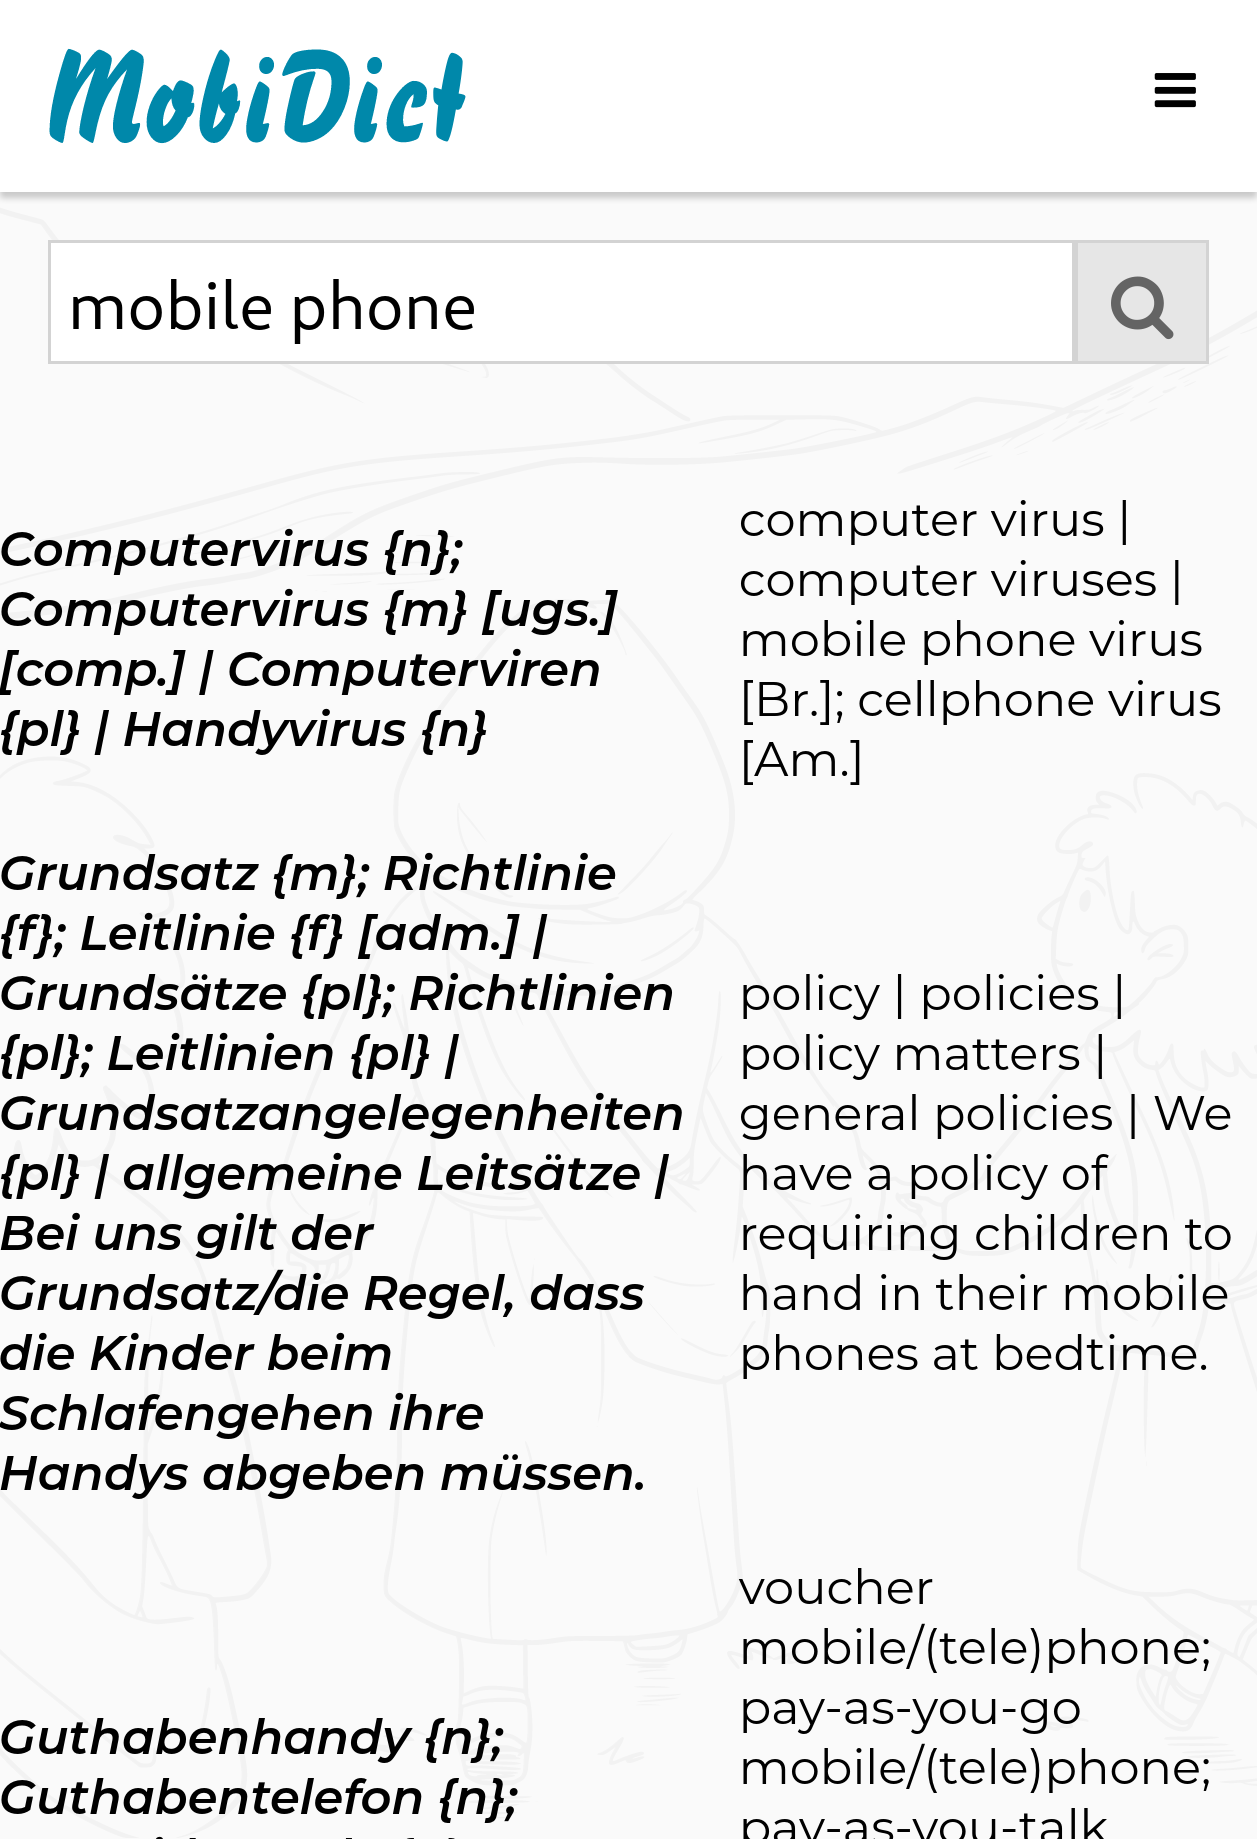 MobiDict
mobile phone
Computervirus {n};
Computervirus {m} [ugs.]
[comp.] | Computerviren
{pl} | Handyvirus {n}
computer virus |
computer viruses |
mobile phone virus
[Br.]; cellphone virus
[Am.]
Grundsatz {m}; Richtlinie
{f}; Leitlinie {f} [adm.] |
Grundsätze {pl}; Richtlinien
{pl}; Leitlinien {pl} |
Grundsatzangelegenheiten
{pl} | allgemeine Leitsätze |
Bei uns gilt der
Grundsatz/die Regel, dass
die Kinder beim
Schlafengehen ihre
Handys abgeben müssen.
policy | policies |
policy matters |
general policies | We
have a policy of
requiring children to
hand in their mobile
phones at bedtime.
Guthabenhandy {n};
Guthabentelefon {n};
voucher
mobile/(tele)phone;
pay-as-you-go
mobile/(tele)phone;
pay-as-you-talk